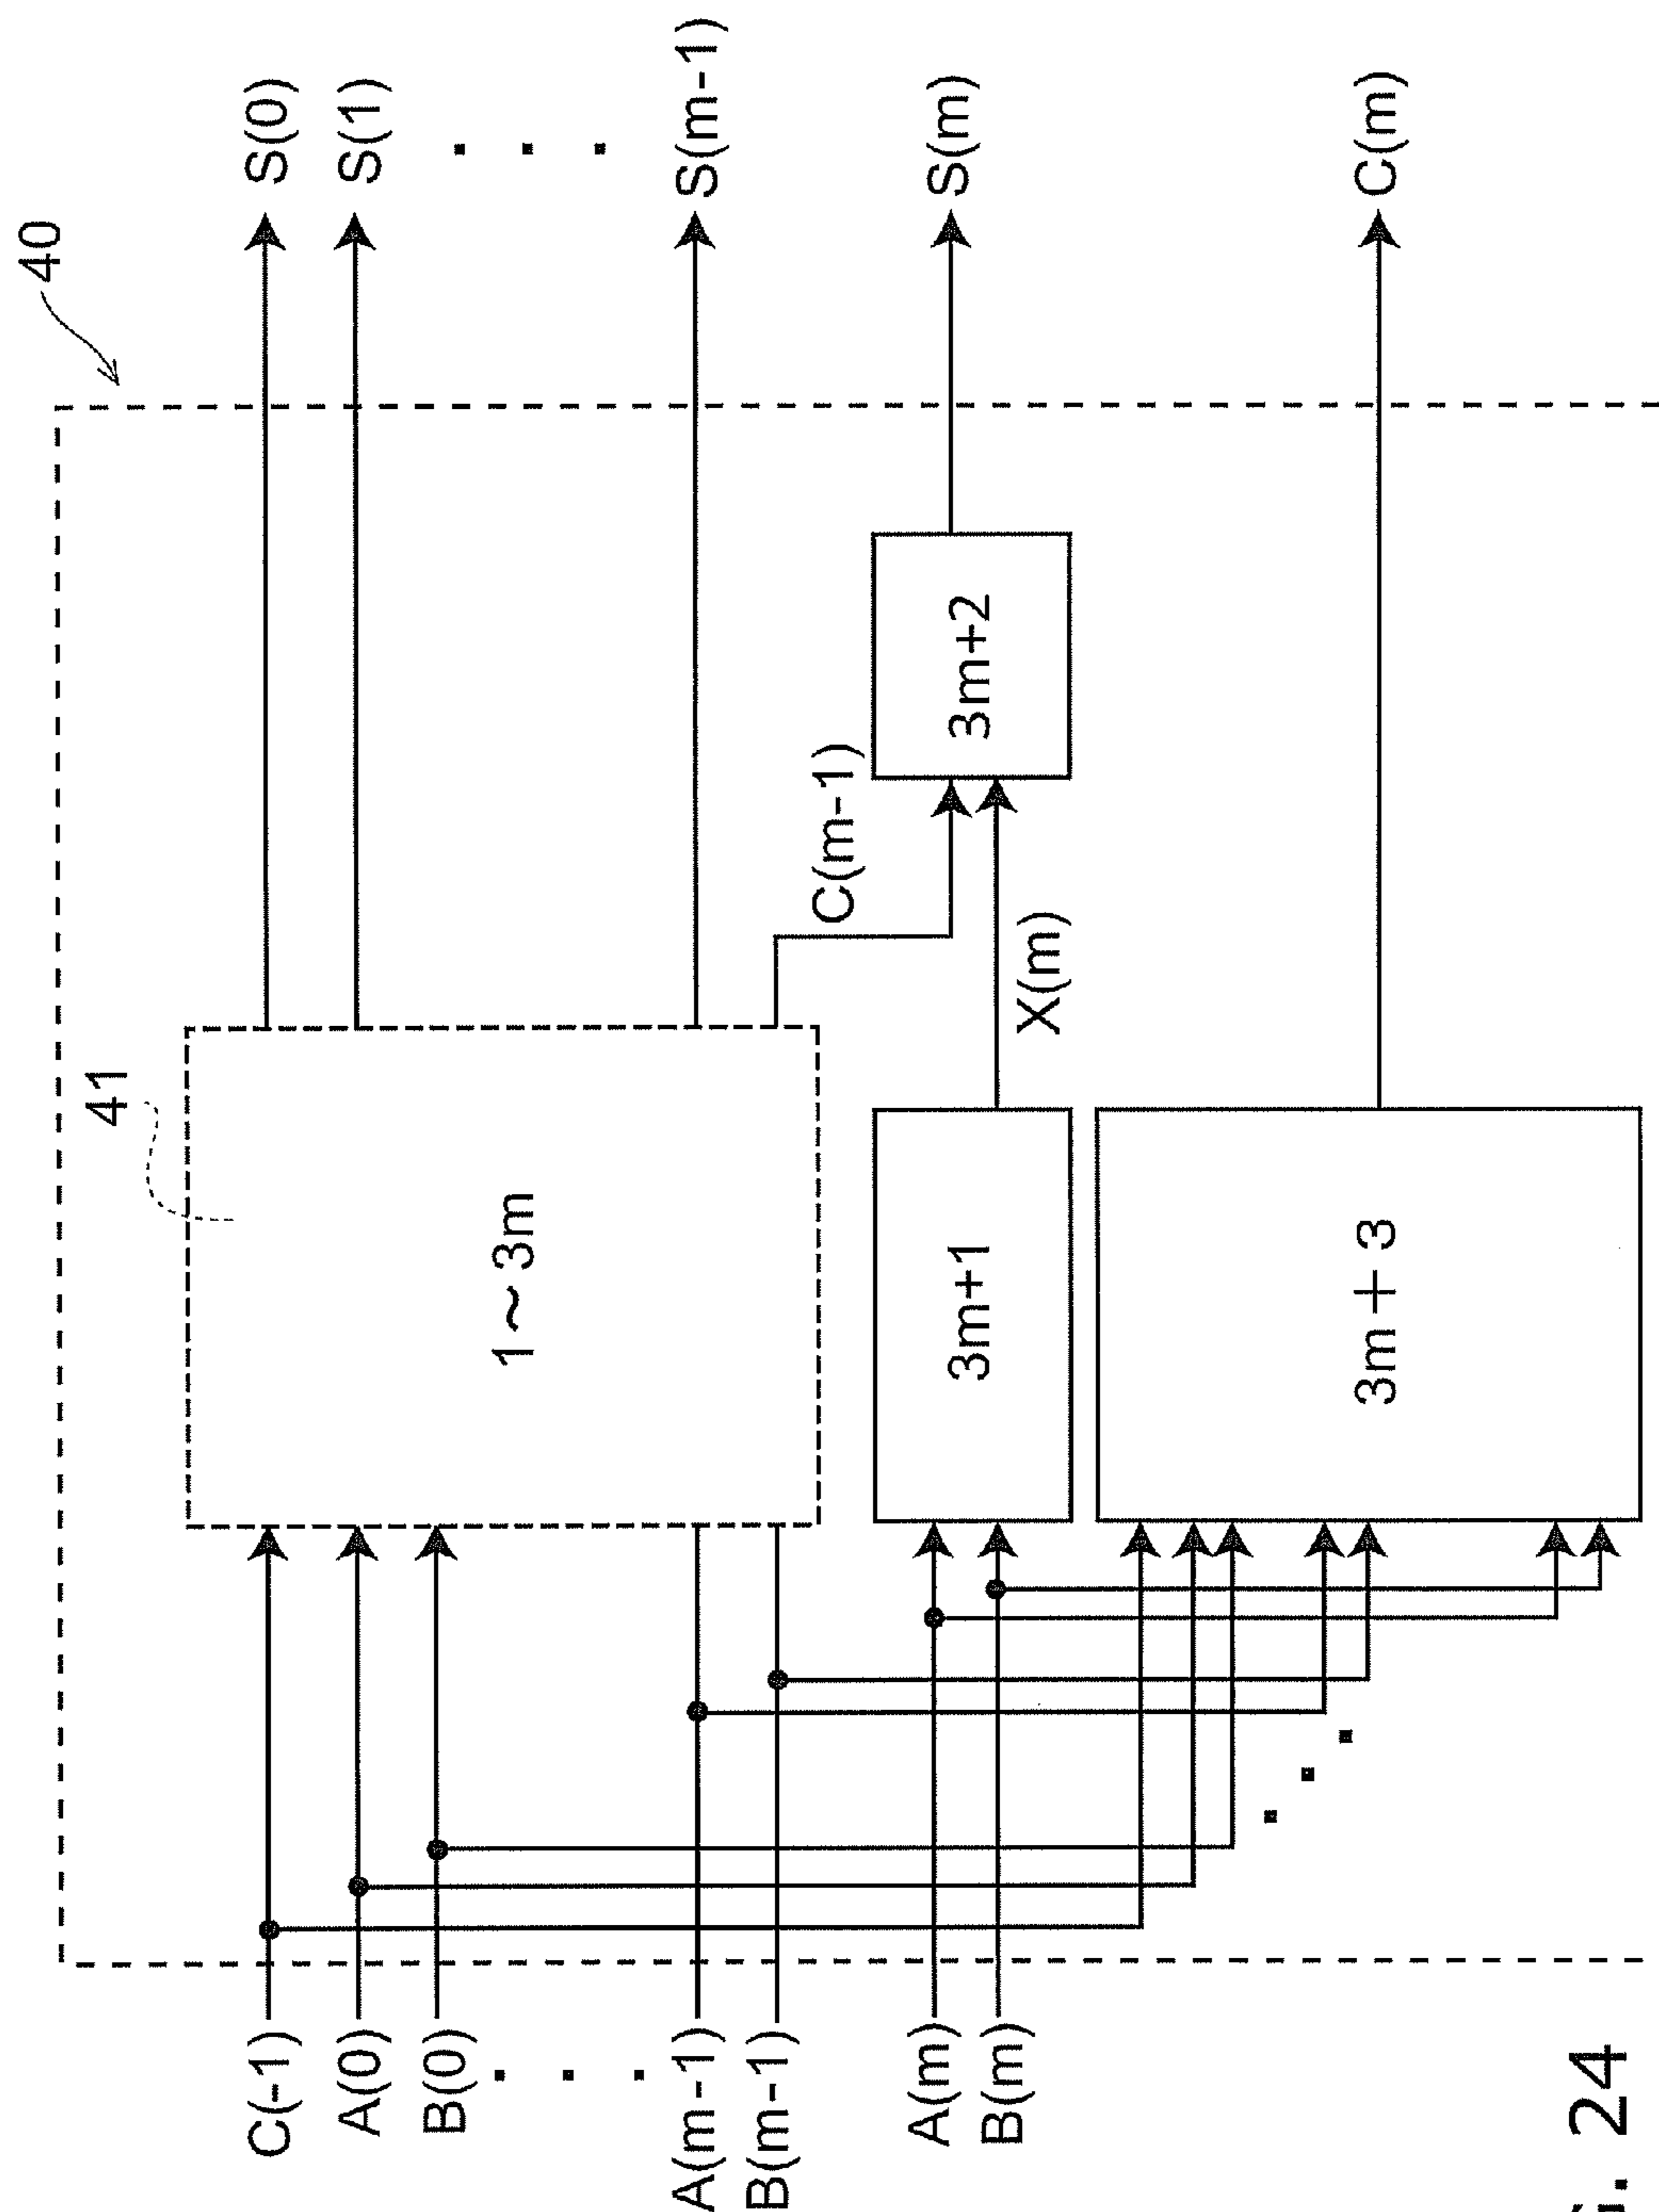 40
41
C(-1)
A(0)
B(0)
.
.
.
A(m-1)
B(m-1)
A(m)
B(m)
1~3m
3m+1
3m+3
C(m-1)
X(m)
3m+2
S(0)
S(1)
.
.
.
S(m-1)
S(m)
C(m)
. 24